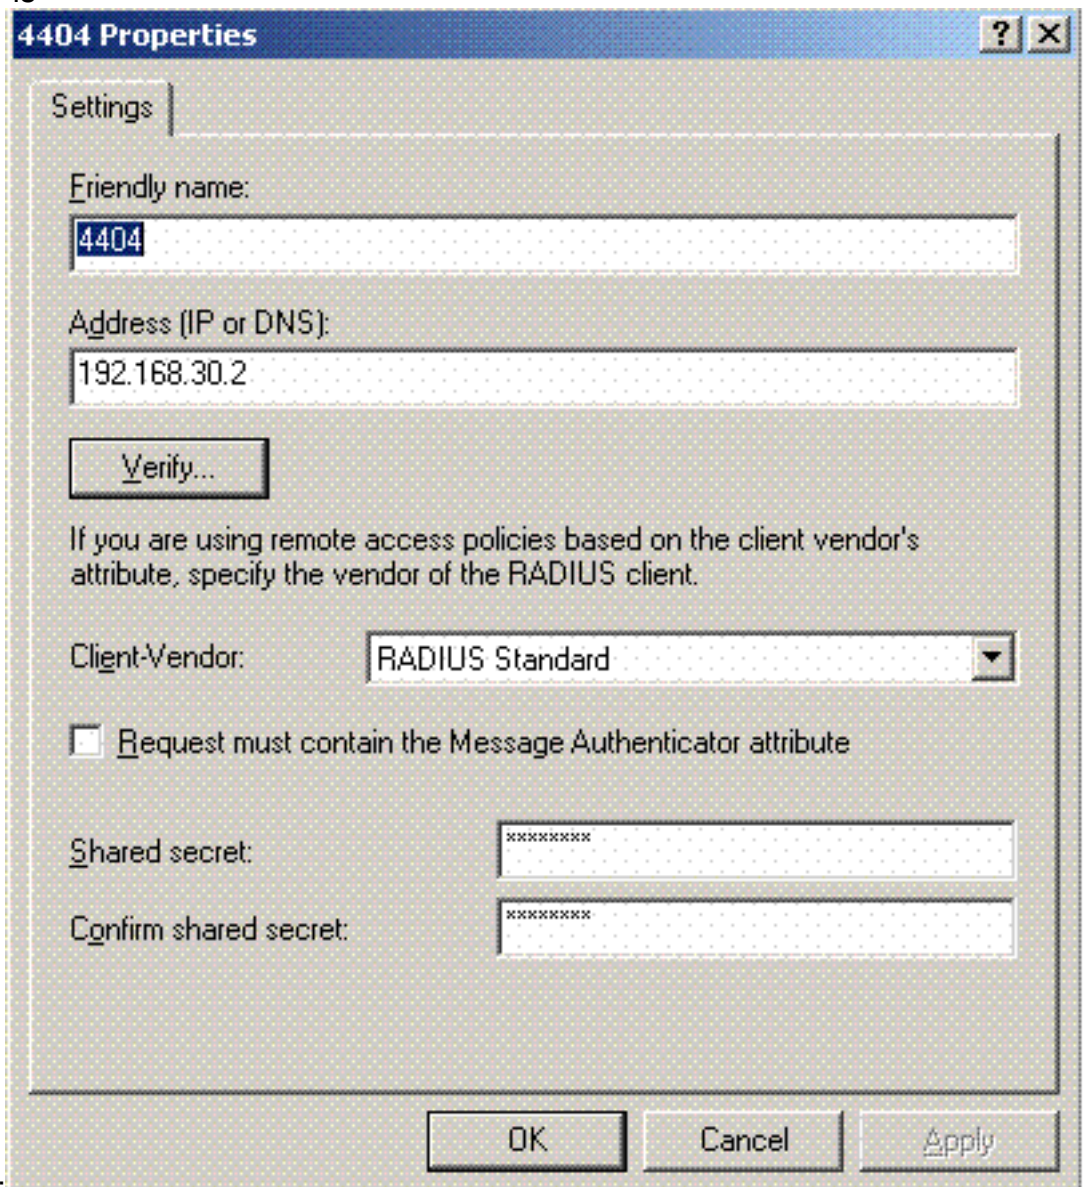 4404 Properties
Settings
Friendly name:
4404
Address (IP or DNS):
192.168.30.2
Verify...
If you are using remote access policies based on the client vendor's
attribute, specify the vendor of the RADIUS client.
Client-Vendor: RADIUS Standard
Request must contain the Message Authenticator attribute
Shared secret: ********
Confirm shared secret: ********
OK Cancel Apply